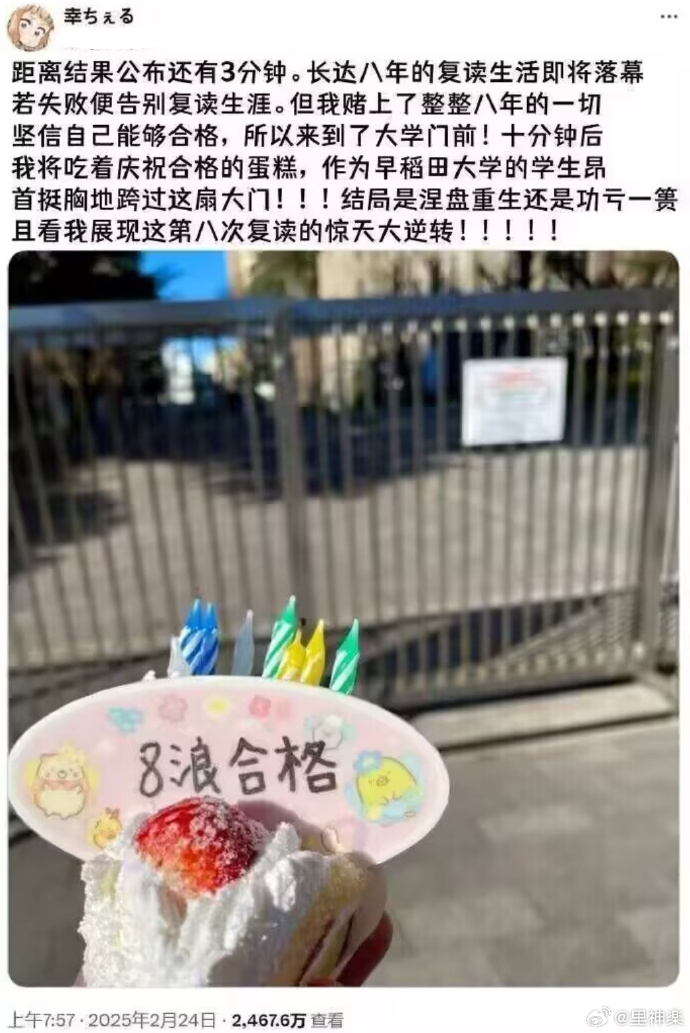 幸ちぇる
距离结果公布还有3分钟。长达八年的复读生活即将落幕
若失败便告别复读生涯。但我赌上了整整八年的一切
坚信自己能够合格，所以来到了大学门前！十分钟后
我将吃着庆祝合格的蛋糕，作为早稻田大学的学生昂
首挺胸地跨过这扇大门！！！结局是涅盘重生还是功亏一篑
且看我展现这第八次复读的惊天大逆转！！！！！
8浪合格
上午7:57 · 2025年2月24日 · 2,467.6万 查看
@里神楽